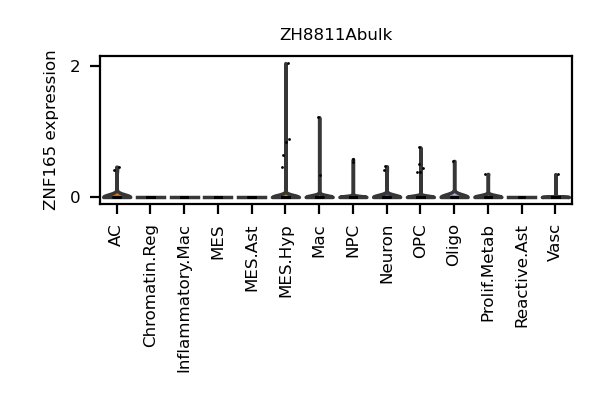 ZH8811Abulk
ZNF165 expression
2
0
AC
Chromatin.Reg
Inflammatory.Mac
MES
MES.Ast
MES.Hyp
Mac
NPC
Neuron
OPC
Oligo
Prolif.Metab
Reactive.Ast
Vasc